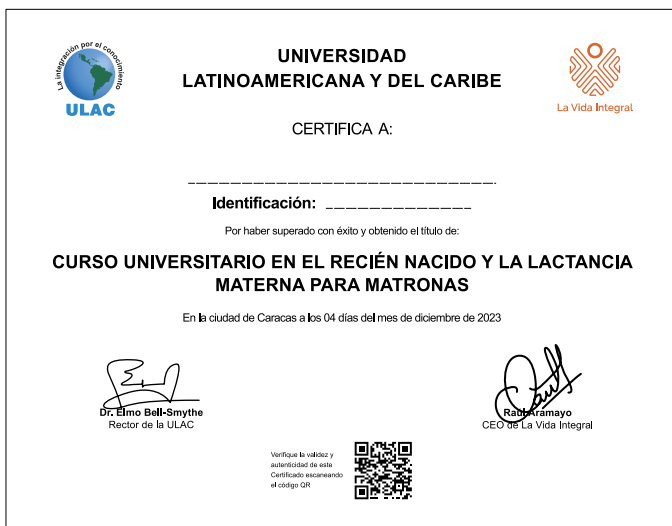 La integración por el conocimiento
ULAC
UNIVERSIDAD
LATINOAMERICANA Y DEL CARIBE
La Vida Integral
CERTIFICA A:
Identificación:
Por haber superado con éxito y obtenido el título de:
CURSO UNIVERSITARIO EN EL RECIÉN NACIDO Y LA LACTANCIA
MATERNA PARA MATRONAS
En la ciudad de Caracas a los 04 días del mes de diciembre de 2023
Dr. Elmo Bell-Smythe
Rector de la ULAC
Raúl Aramayo
CEO de La Vida Integral
Verifique la validez y
autenticidad de este
Certificado escaneando
el código QR